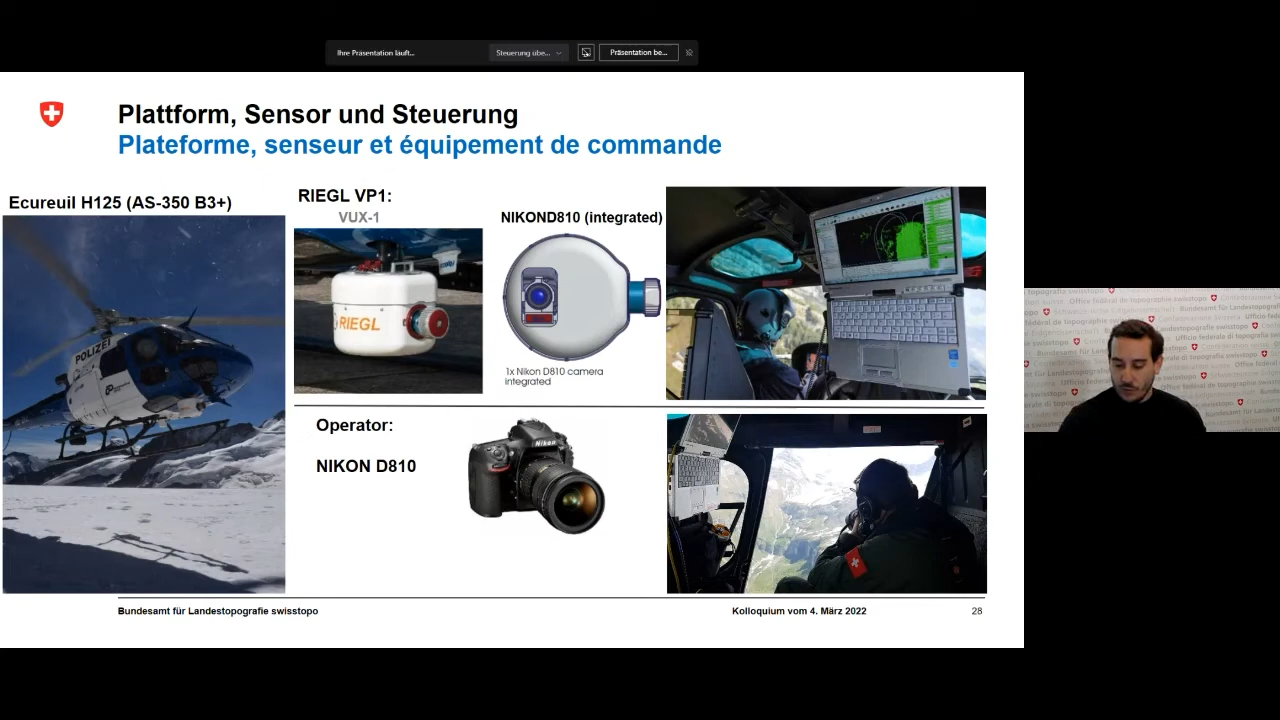 Ihre Präsentation läuft...
Steuerung übe...
Präsentation be...
Plattform, Sensor und Steuerung
Plateforme, senseur et équipement de commande
Ecureuil H125 (AS-350 B3+)
RIEGL VP1:
VUX-1
NIKOND810 (integrated)
POLIZEI
RIEGL
1x Nikon D810 camera
integrated
Operator:
NIKON D810
Nikon
Bundesamt für Landestopografie swisstopo
Kolloquium vom 4. März 2022
28